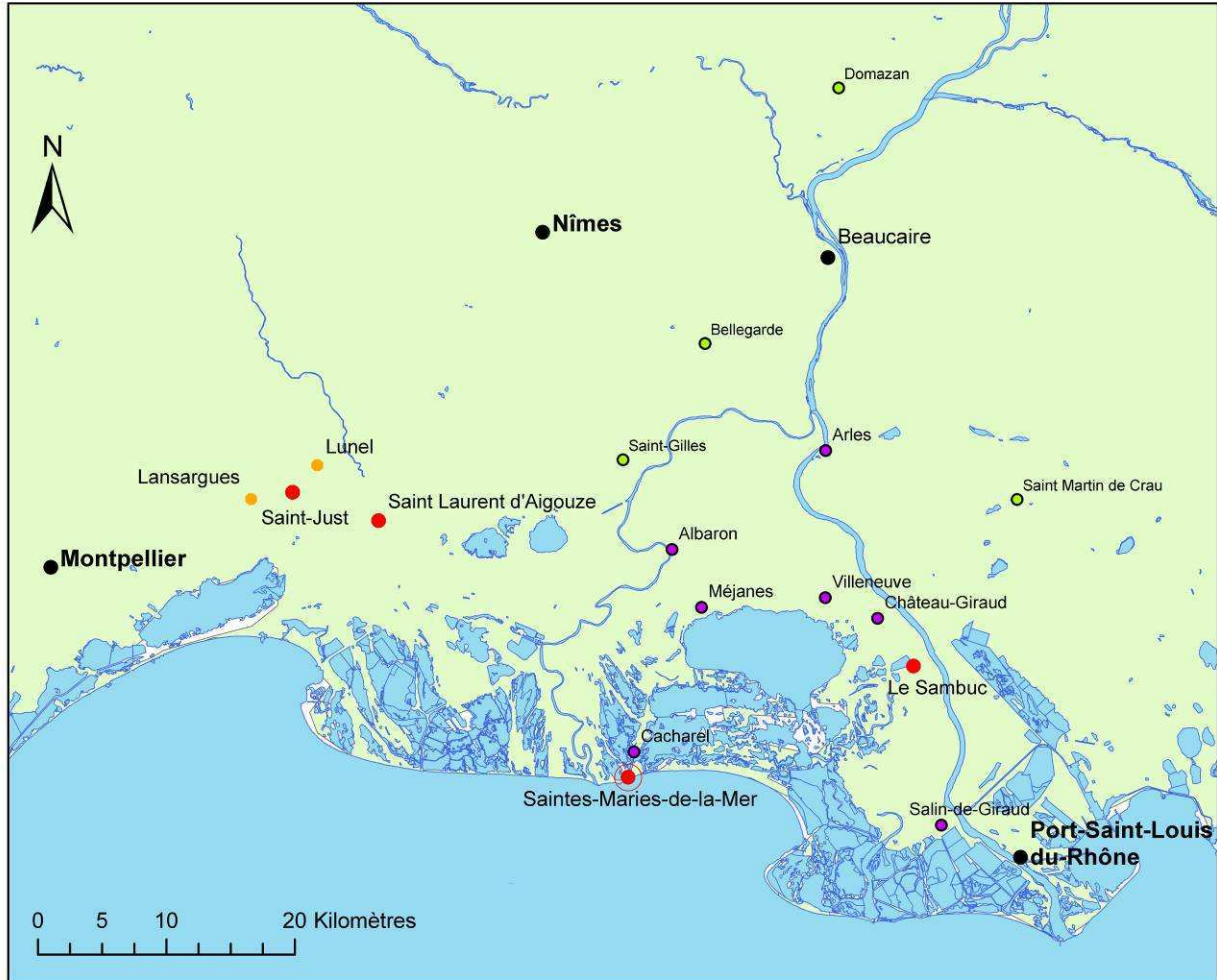 Domazan
N
Nîmes
Beaucaire
Bellegarde
Arles
Saint-Gilles
Lunel
Lansargues
Saint Martin de Crau
Saint Laurent d'Aigouze
Saint-Just
Albaron
Montpellier
Villeneuve
Méjanes
Château-Giraud
Le Sambuc
Cacharel
Saintes-Maries-de-la-Mer
Salin-de-Giraud
Port-Saint-Louis
du-Rhône
0 5 10 20 Kilomètres